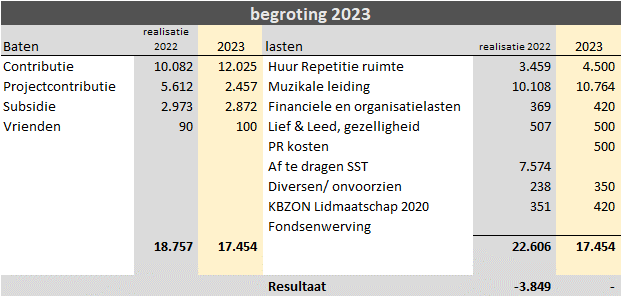 begroting 2023
Baten realisatie 2022 2023 lasten realisatie 2022 2023
Contributie 10.082 12.025 Huur Repetitie ruimte 3.459 4.500
Projectcontributie 5.612 2.457 Muzikale leiding 10.108 10.764
Subsidie 2.973 2.872 Financiele en organisatielasten 369 420
Vrienden 90 100 Lief & Leed, gezelligheid 507 500
PR kosten 500
Af te dragen SST 7.574
Diversen/ onvoorzien 238 350
KBZON Lidmaatschap 2020 351 420
Fondsenwerving
18.757 17.454 22.606 17.454
Resultaat -3.849 -